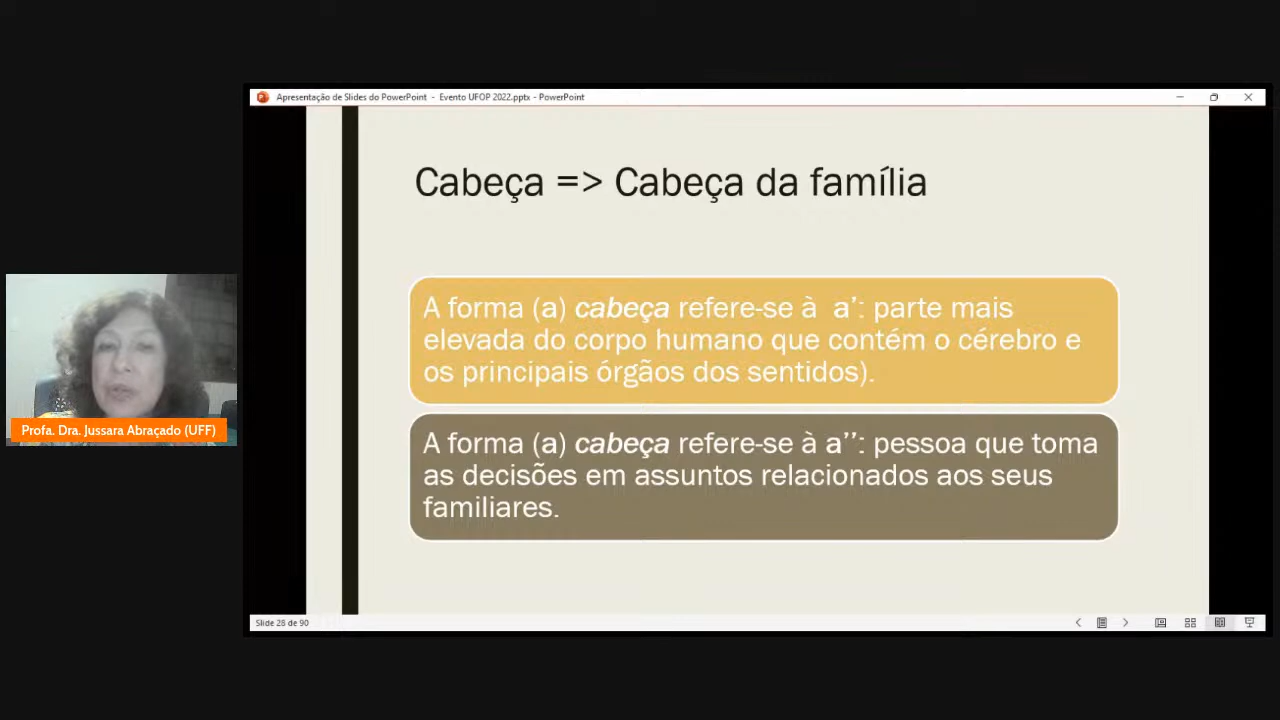 Apresentação de Slides do PowerPoint - Evento UFOP 2022.pptx - PowerPoint
Cabeça => Cabeça da família
A forma (a) cabeça refere-se à a’: parte mais
elevada do corpo humano que contém o cérebro e
os principais órgãos dos sentidos).
A forma (a) cabeça refere-se à a’’: pessoa que toma
as decisões em assuntos relacionados aos seus
familiares.
Profa. Dra. Jussara Abraçado (UFF)
Slide 28 de 90